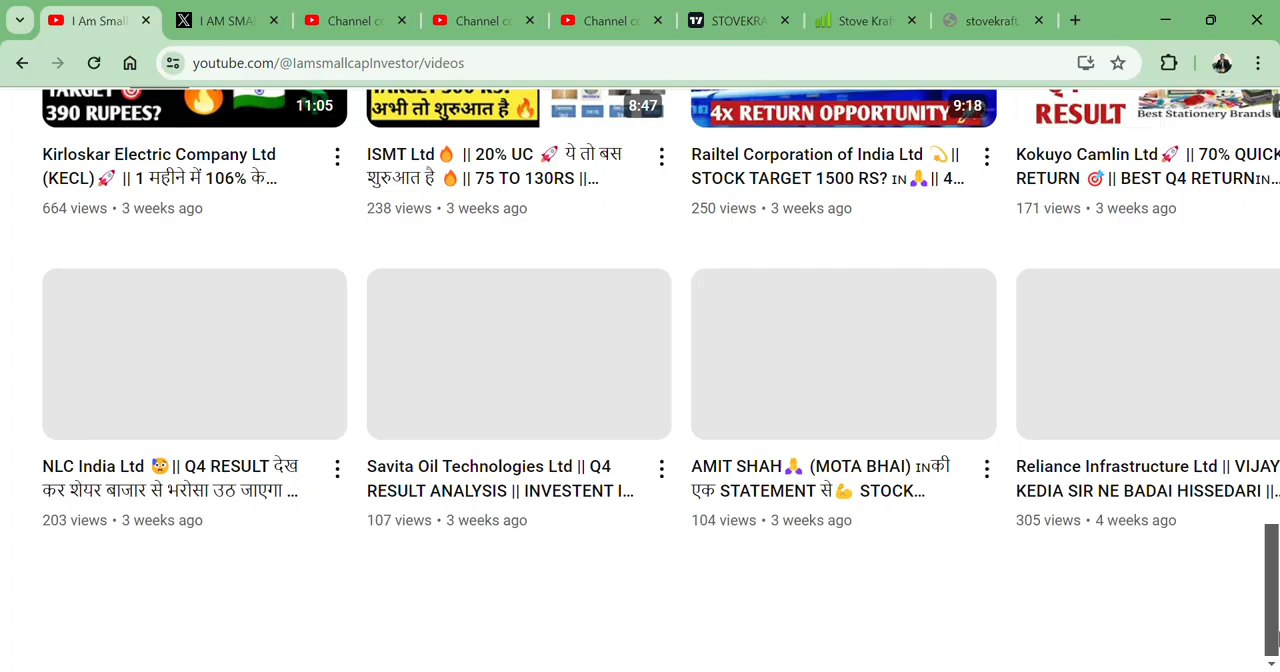 I Am Small
I AM SMA
Channel c
Channel c
Channel c
STOVEKRA
Stove Kraf
stovekraft.
youtube.com/@IamsmallcapInvestor/videos
TARGET
390 RUPEES?
11:05
अभी तो शुरुआत है
8:47
4x RETURN OPPORTUNITY
9:18
RESULT
Best Stationery Brands
Kirloskar Electric Company Ltd
(KECL)🚀 || 1 महीने में 106% के...
664 views • 3 weeks ago
ISMT Ltd🔥 || 20% UC 🚀 ये तो बस
शुरुआत है 🔥|| 75 TO 130RS ||...
238 views • 3 weeks ago
Railtel Corporation of India Ltd 💫||
STOCK TARGET 1500 RS? ɪɴ🙏|| 4...
250 views • 3 weeks ago
Kokuyo Camlin Ltd🚀 || 70% QUICK
RETURN 🎯|| BEST Q4 RETURNɪɴ...
171 views • 3 weeks ago
NLC India Ltd 😰|| Q4 RESULT देख
कर शेयर बाजार से भरोसा उठ जाएगा ...
203 views • 3 weeks ago
Savita Oil Technologies Ltd || Q4
RESULT ANALYSIS || INVESTENT I...
107 views • 3 weeks ago
AMIT SHAH🙏 (MOTA BHAI) ɪɴकी
एक STATEMENT से💪 STOCK...
104 views • 3 weeks ago
Reliance Infrastructure Ltd || VIJAY
KEDIA SIR NE BADAI HISSEDARI ||...
305 views • 4 weeks ago